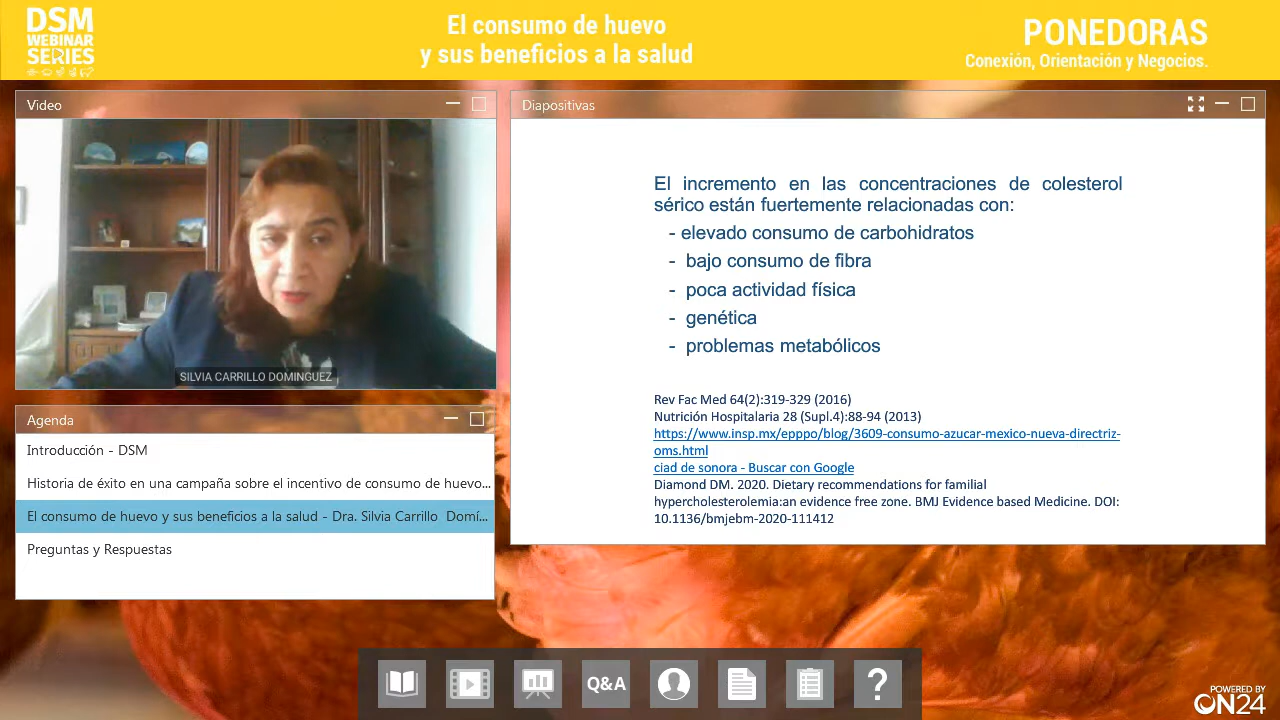 DSM
WEBINAR
SERIES
El consumo de huevo
y sus beneficios a la salud
PONEDORAS
Conexión, Orientación y Negocios.
Video
SILVIA CARRILLO DOMINGUEZ
Agenda
Introducción - DSM
Historia de éxito en una campaña sobre el incentivo de consumo de huevo...
El consumo de huevo y sus beneficios a la salud - Dra. Silvia Carrillo Domí...
Preguntas y Respuestas
Diapositivas
El incremento en las concentraciones de colesterol
sérico están fuertemente relacionadas con:
- elevado consumo de carbohidratos
- bajo consumo de fibra
- poca actividad física
- genética
- problemas metabólicos
Rev Fac Med 64(2):319-329 (2016)
Nutrición Hospitalaria 28 (Supl.4):88-94 (2013)
https://www.insp.mx/epppo/blog/3609-consumo-azucar-mexico-nueva-directriz-
oms.html
ciad de sonora - Buscar con Google
Diamond DM. 2020. Dietary recommendations for familial
hypercholesterolemia:an evidence free zone. BMJ Evidence based Medicine. DOI:
10.1136/bmjebm-2020-111412
Q&A
?
POWERED BY
ON24